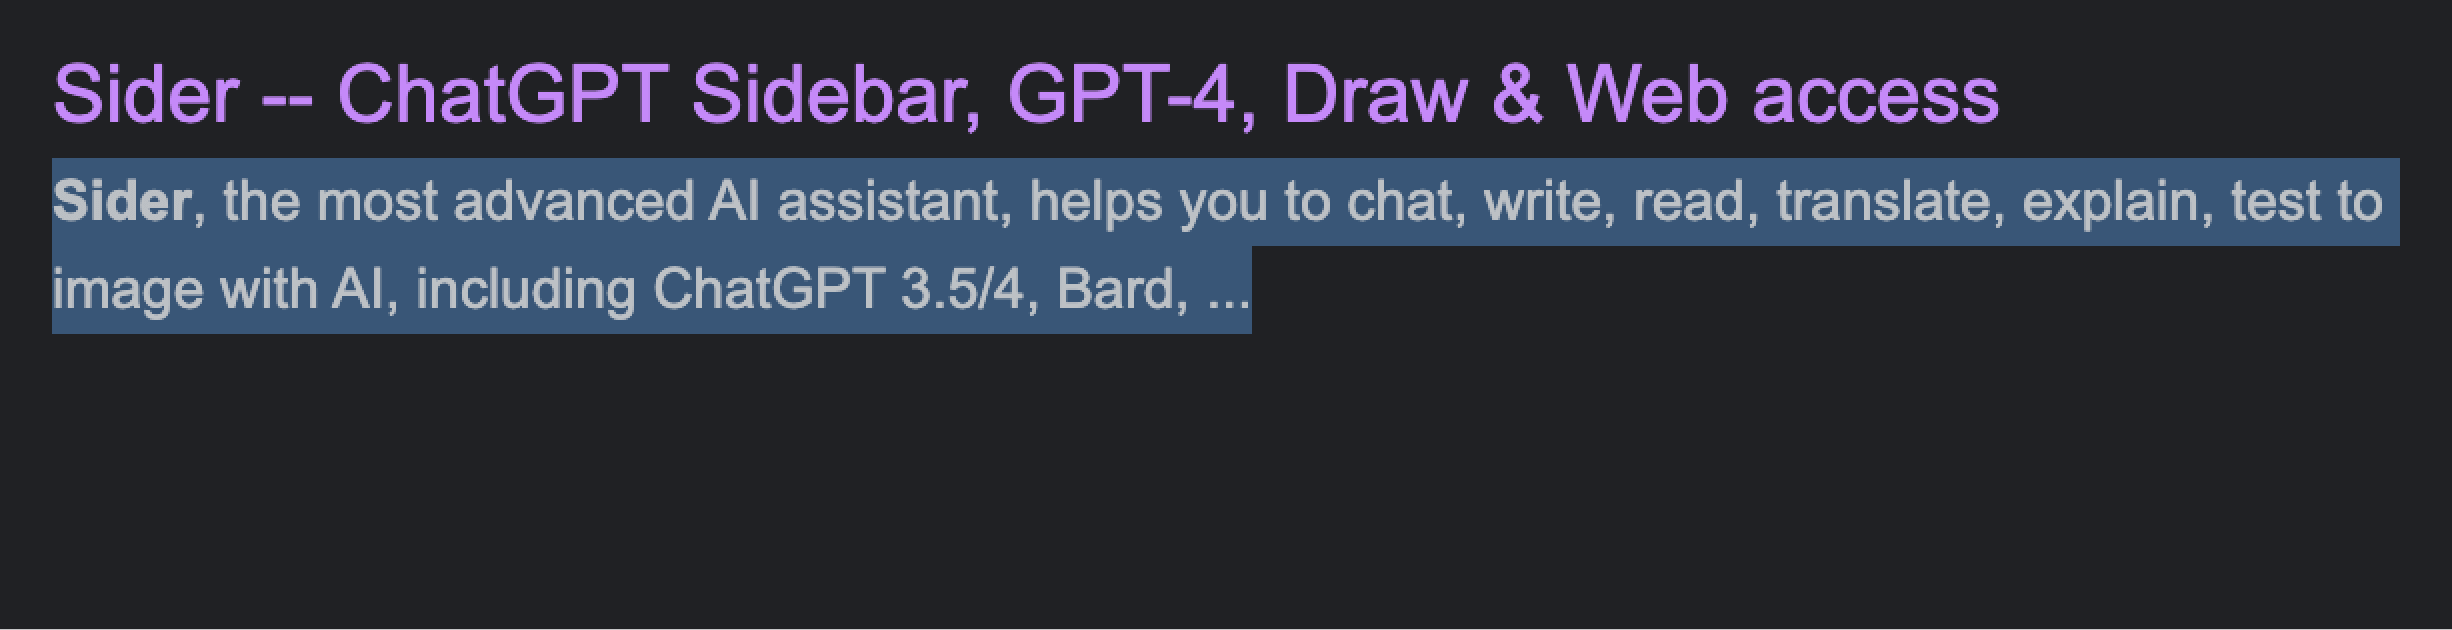 Sider -- ChatGPT Sidebar, GPT-4, Draw & Web access
Sider, the most advanced AI assistant, helps you to chat, write, read, translate, explain, test to
image with AI, including ChatGPT 3.5/4, Bard, ...